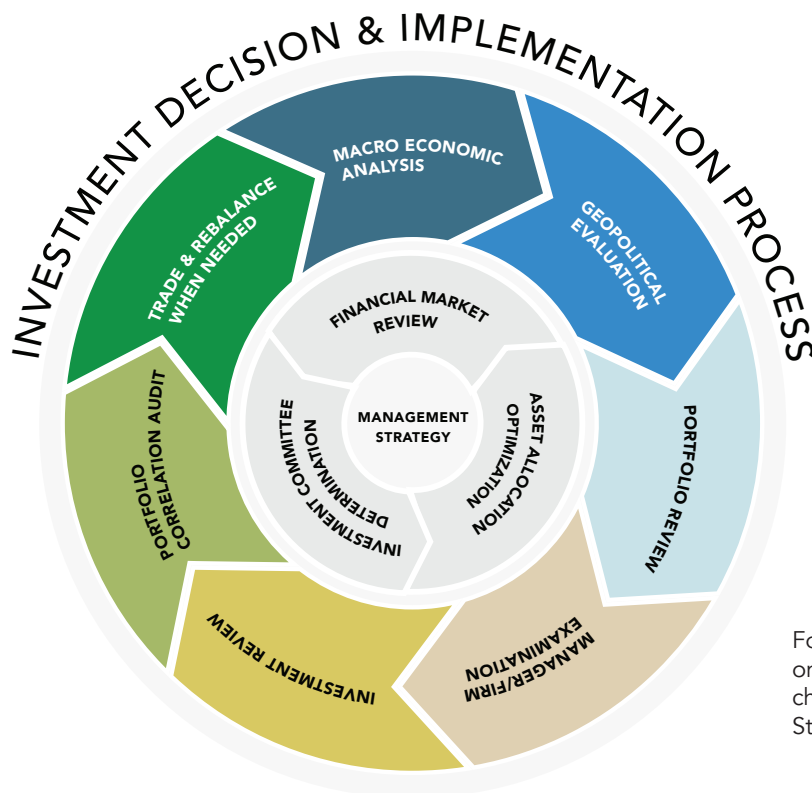 INVESTMENT DECISION & IMPLEMENTATION PROCESS
MACRO ECONOMIC
ANALYSIS
GEOPOLITICAL
EVALUATION
PORTFOLIO REVIEW
MANAGER/FIRM
EXAMINATION
INVESTMENT REVIEW
PORTFOLIO
CORRELATION AUDIT
TRADE & REBALANCE
WHEN NEEDED
FINANCIAL MARKET
REVIEW
ASSET ALLOCATION
OPTIMIZATION
INVESTMENT COMMITTEE
DETERMINATION
MANAGEMENT
STRATEGY